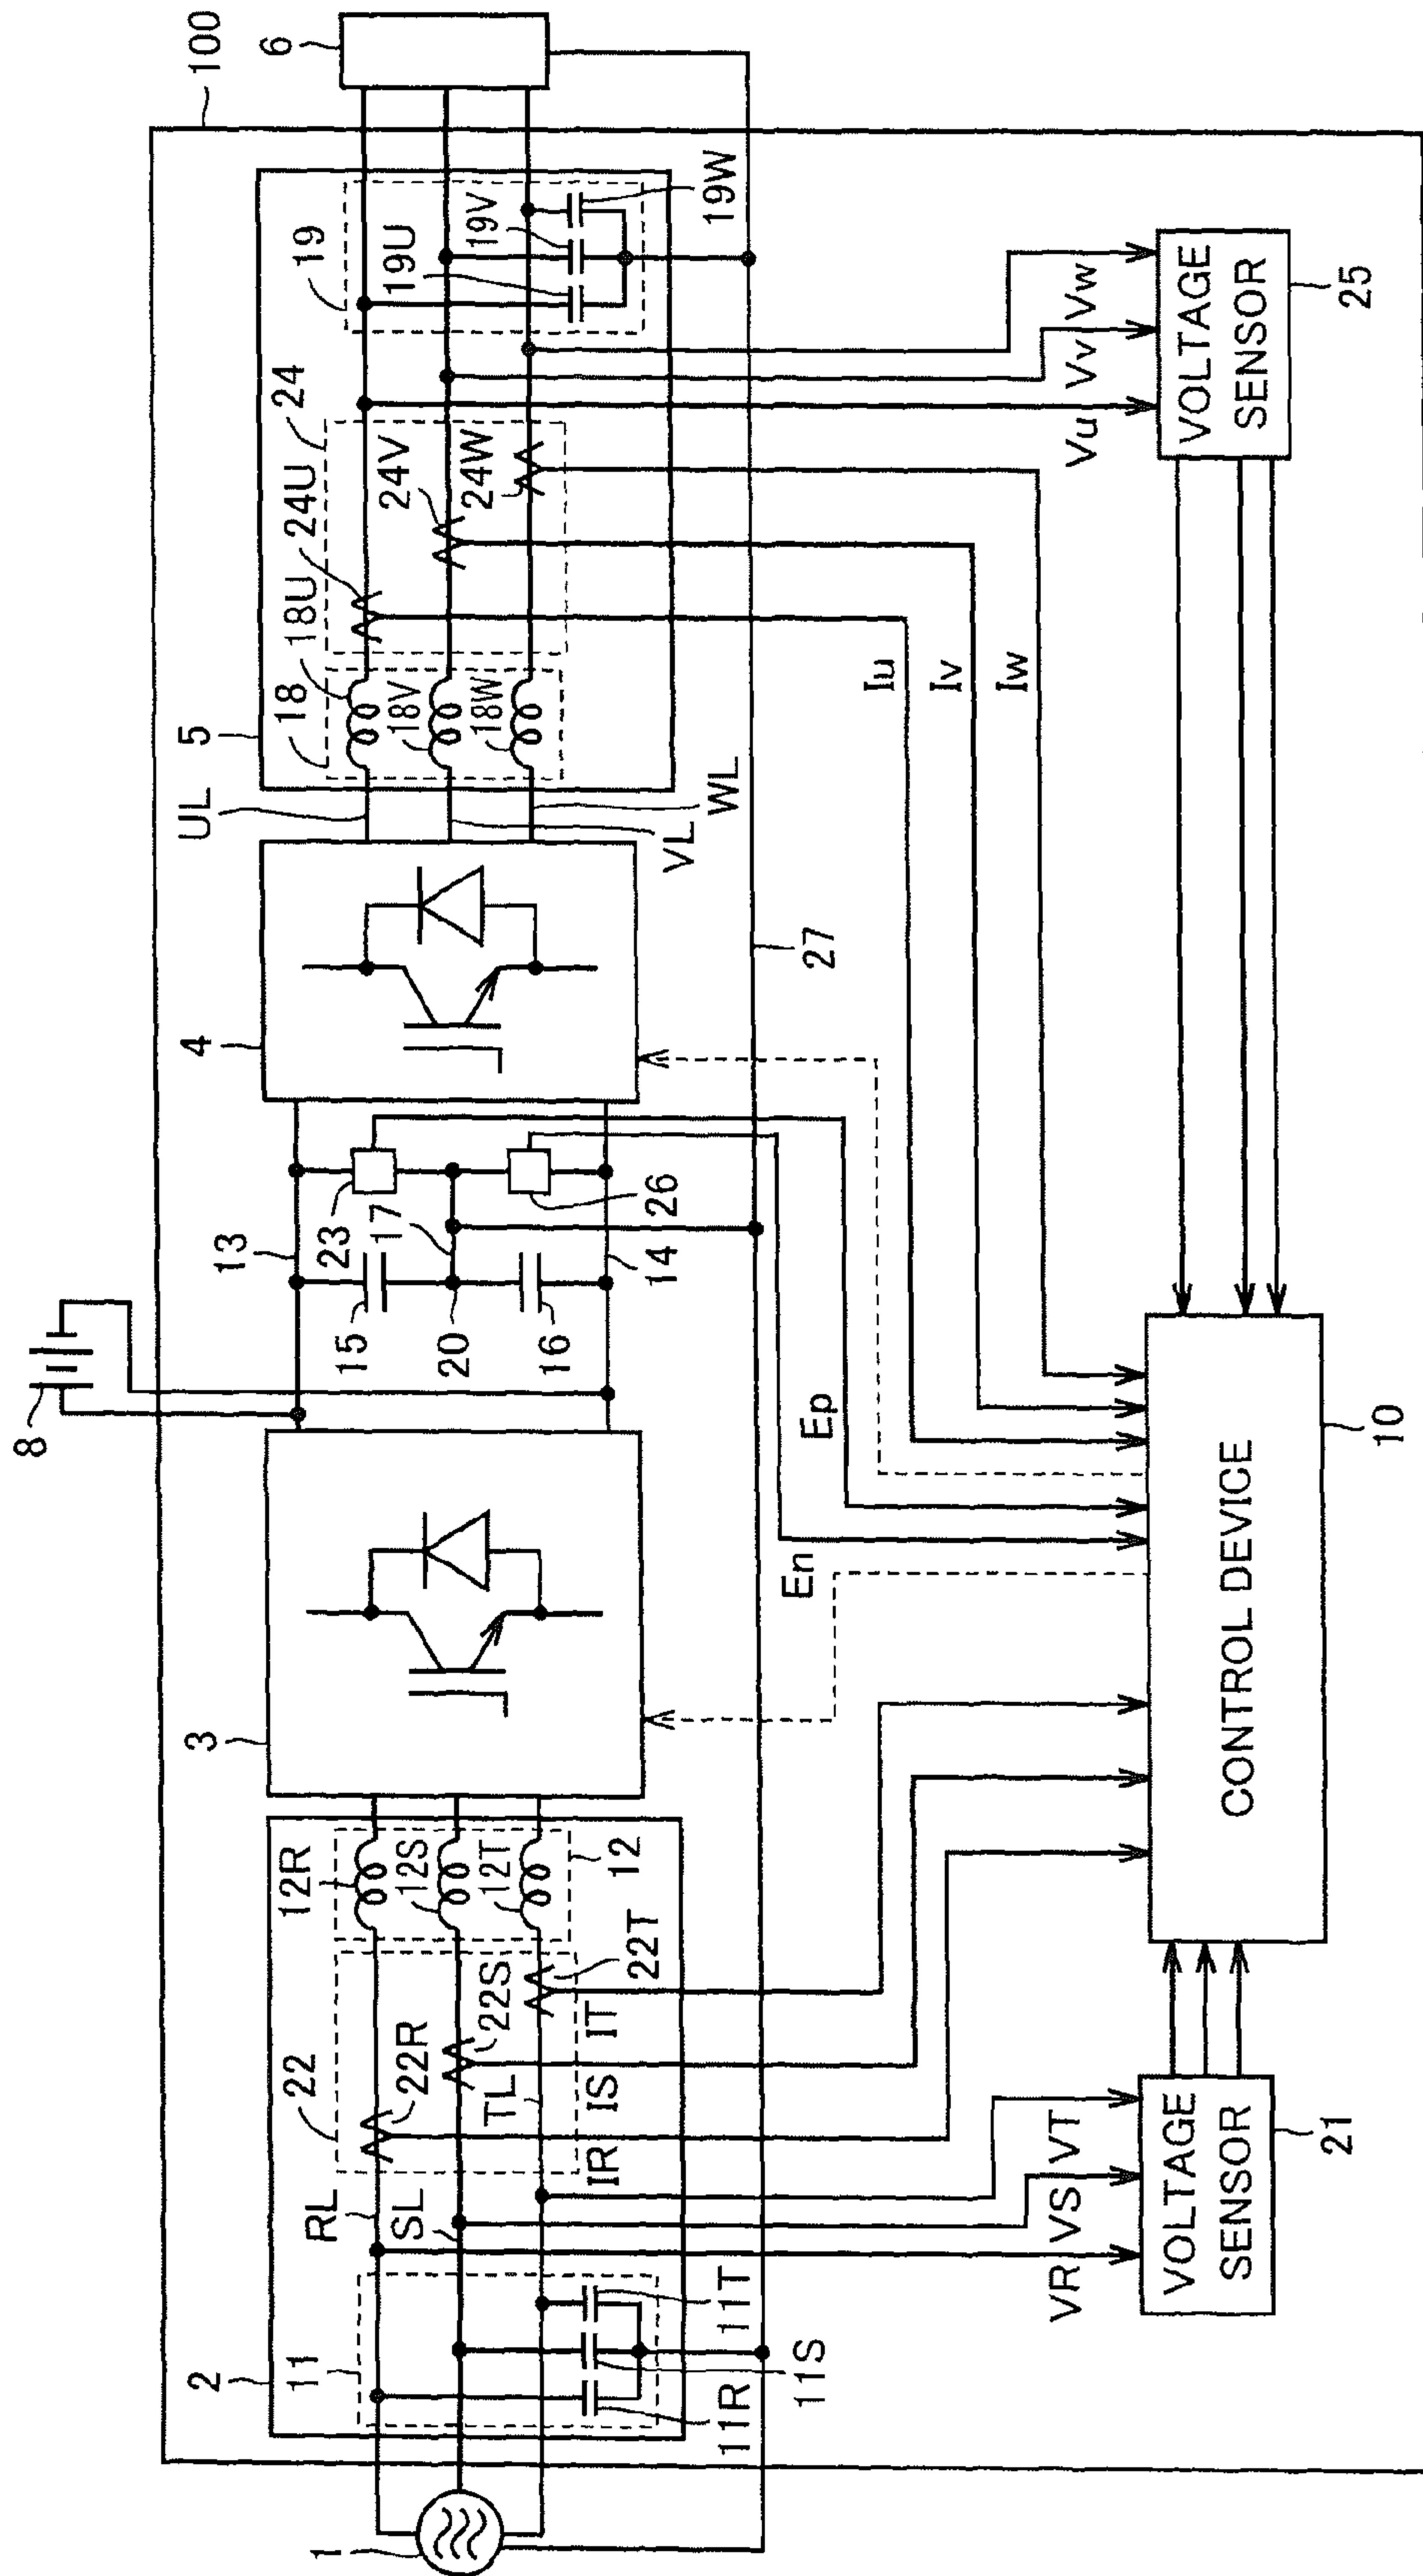 100
6
5
UL
18
18U
24U
24
19
18V
18W
24V
24W
19U
19V
19W
VL
WL
4
27
13
23
17
26
15
20
16
14
8
3
2
11
RL
SL
TL
22
22R
22S
22T
12R
12S
12T
12
11R
11S
11T
1
IR
IS
IT
En
Ep
Iu
Iv
Iw
Vu
Vv
Vw
VR
VS
VT
VOLTAGE
SENSOR
21
CONTROL DEVICE
10
VOLTAGE
SENSOR
25